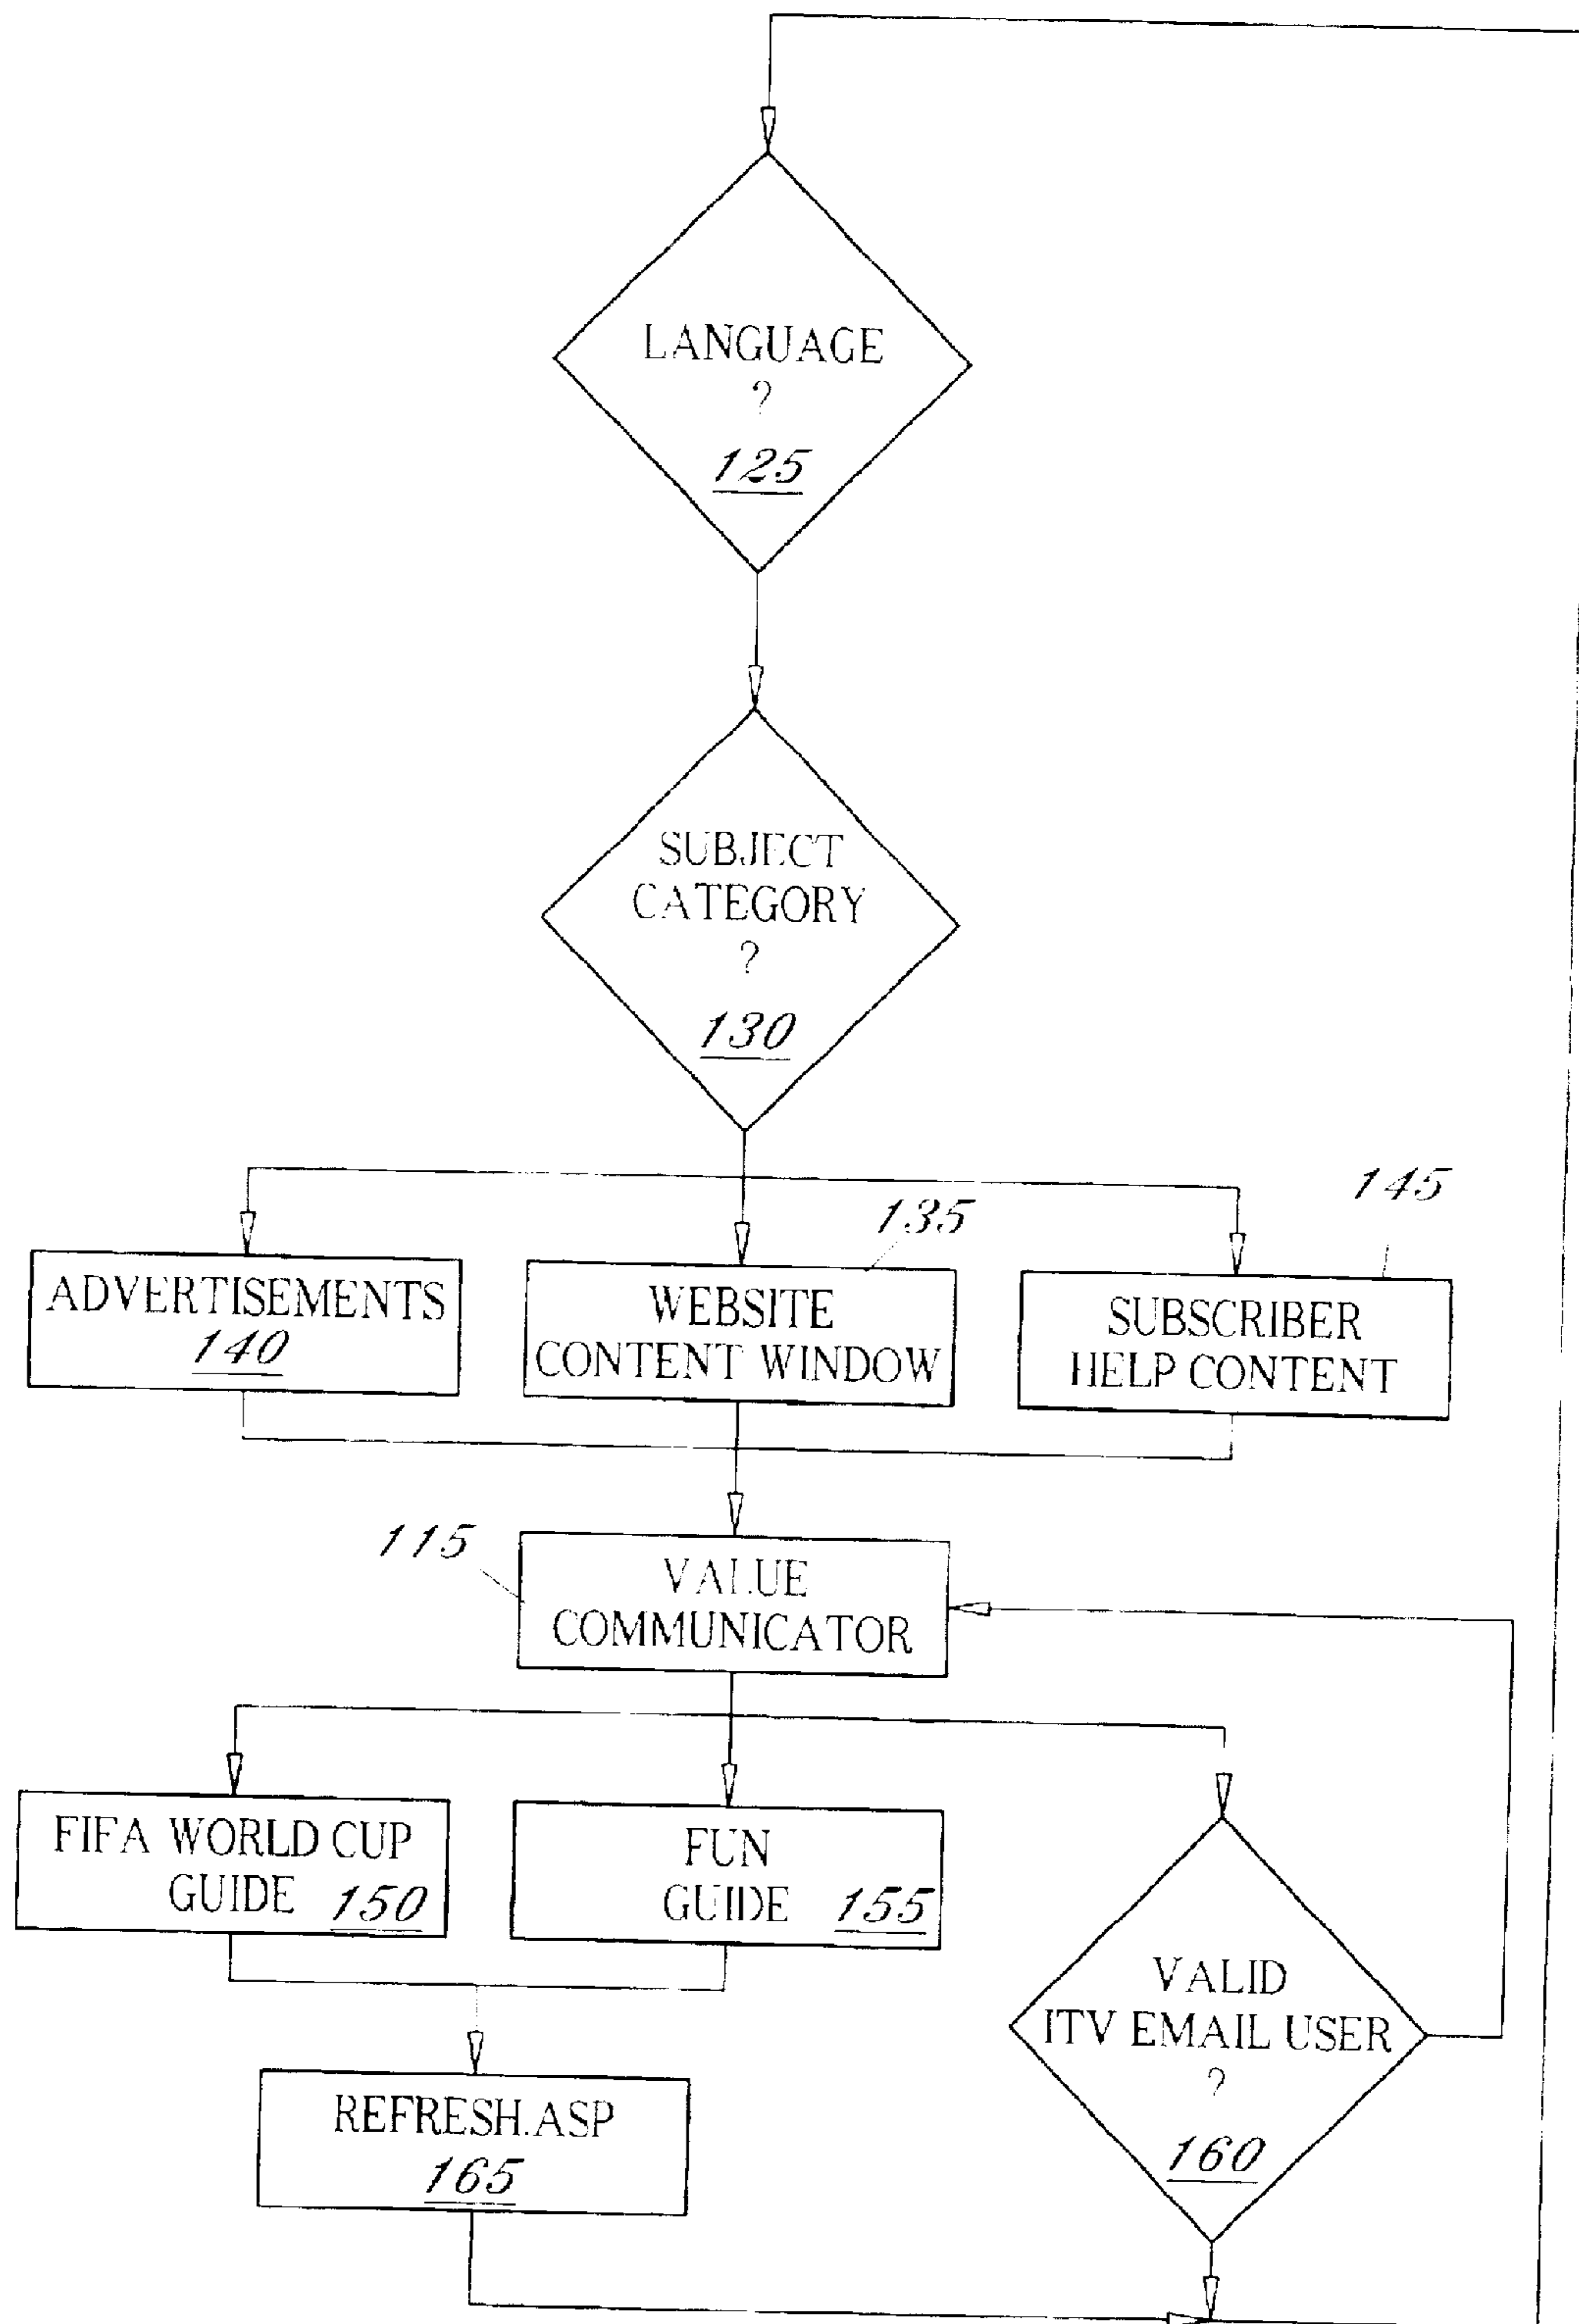 LANGUAGE
?
125
SUBJECT
CATEGORY
?
130
145
135
ADVERTISEMENTS
140
WEBSITE
CONTENT WINDOW
SUBSCRIBER
HELP CONTENT
115
VALUE
COMMUNICATOR
FIFA WORLD CUP
GUIDE 150
FUN
GUIDE 155
VALID
ITV EMAIL USER
?
160
REFRESH.ASP
165